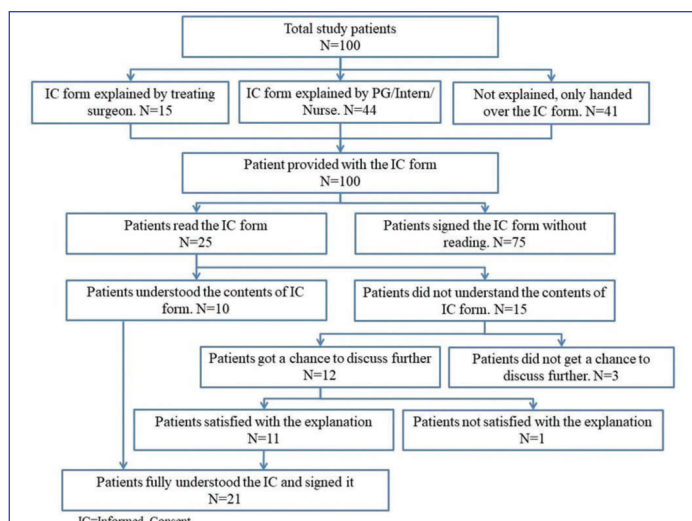 Total study patients
N=100
IC form explained by treating
surgeon. N=15
IC form explained by PG/Intern/
Nurse. N=44
Not explained, only handed
over the IC form. N=41
Patient provided with the IC form
N=100
Patients read the IC form
N=25
Patients signed the IC form without
reading. N=75
Patients understood the contents of IC
form. N=10
Patients did not understand the contents of
IC form. N=15
Patients got a chance to discuss further
N=12
Patients did not get a chance to
discuss further. N=3
Patients satisfied with the explanation
N=11
Patients not satisfied with the explanation
N=1
Patients fully understood the IC and signed it
N=21
IC=Informed Consent